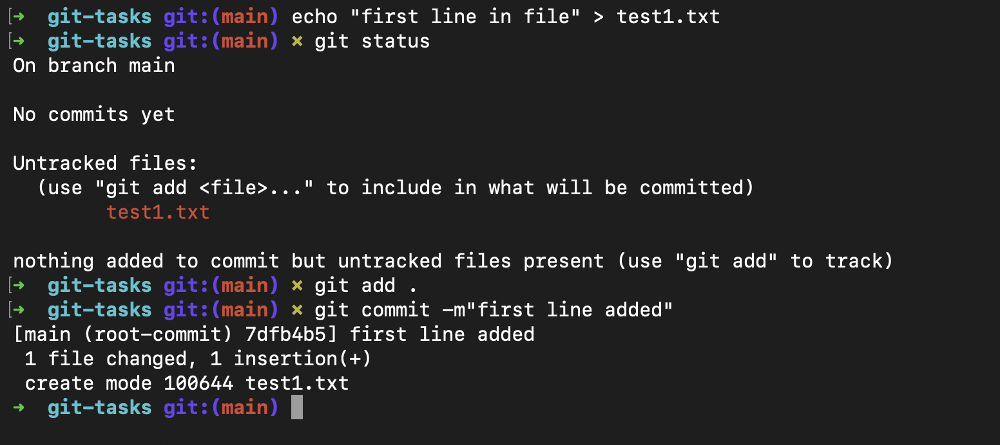 [➜  git-tasks git:(main) echo "first line in file" > test1.txt
[➜  git-tasks git:(main) ✗ git status
On branch main
No commits yet
Untracked files:
  (use "git add <file>..." to include in what will be committed)
        test1.txt
nothing added to commit but untracked files present (use "git add" to track)
[➜  git-tasks git:(main) ✗ git add .
[➜  git-tasks git:(main) ✗ git commit -m"first line added"
[main (root-commit) 7dfb4b5] first line added
 1 file changed, 1 insertion(+)
 create mode 100644 test1.txt
➜  git-tasks git:(main)